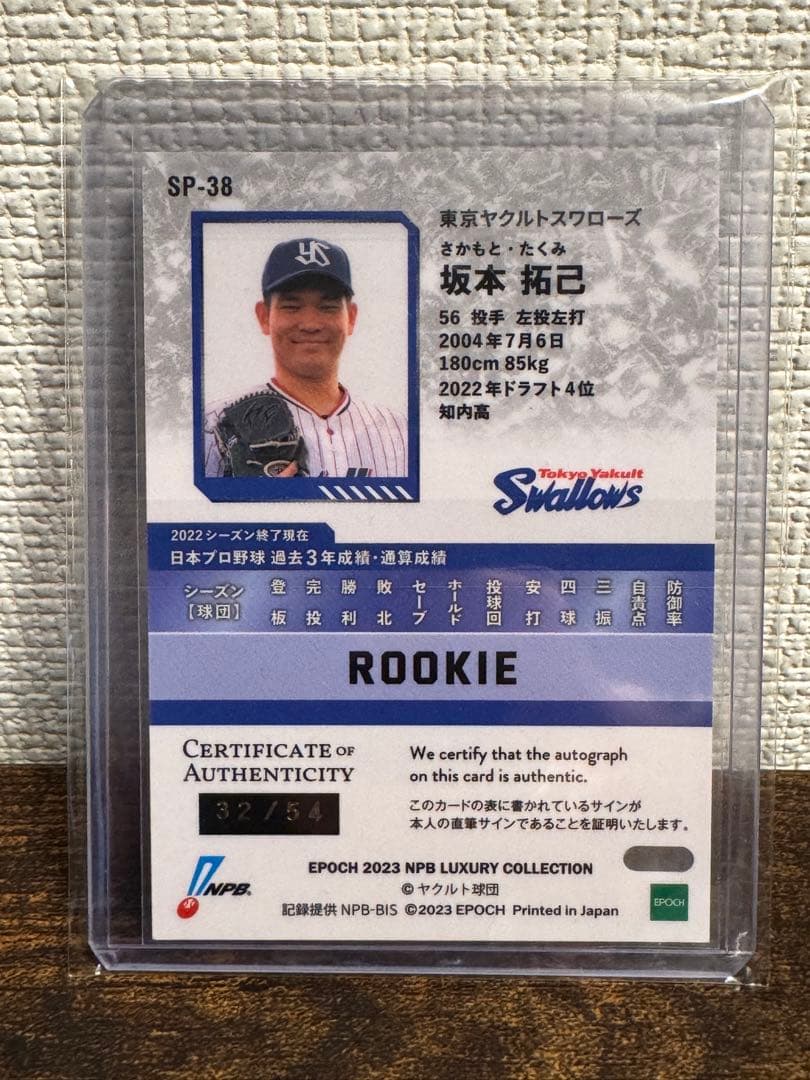 SP-38
YS
東京ヤクルトスワローズ
さかもと・たくみ
坂本 拓己
56 投手 左投左打
2004年7月6日
180cm 85kg
2022年ドラフト4位
知内高
Tokyo Yakult
Swallows
2022シーズン終了現在
日本プロ野球 過去3年成績・通算成績
シーズン【球団】 登板 完投 勝利 敗北 セーブ ホールド 投球回 安打 四球 三振 自責点 防御率
ROOKIE
CERTIFICATE OF
AUTHENTICITY
32/54
We certify that the autograph
on this card is authentic.
このカードの表に書かれているサインが
本人の直筆サインであることを証明いたします。
NPB
EPOCH 2023 NPB LUXURY COLLECTION
© ヤクルト球団
記録提供 NPB-BIS ©2023 EPOCH Printed in Japan
EPOCH